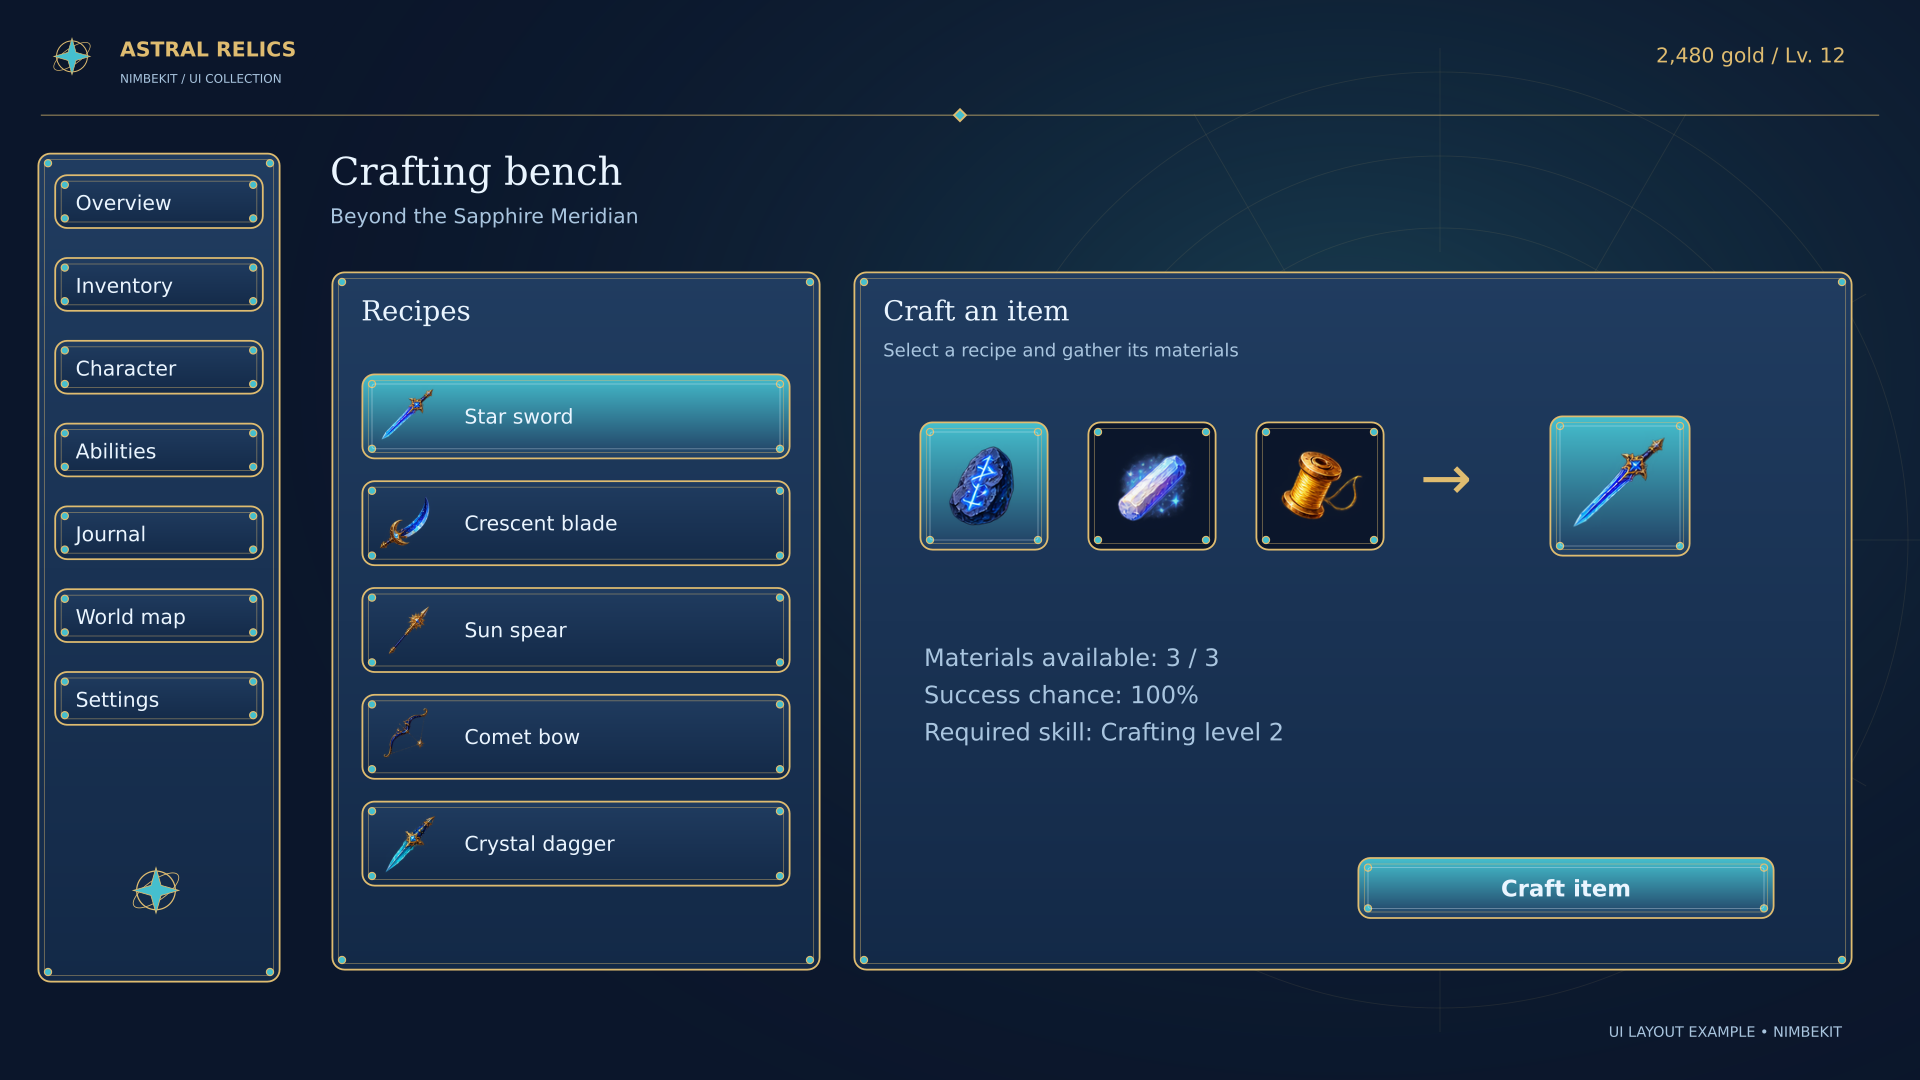 ASTRAL RELICS
NIMBEKIT / UI COLLECTION
2,480 gold / Lv. 12
Overview
Inventory
Character
Abilities
Journal
World map
Settings
Crafting bench
Beyond the Sapphire Meridian
Recipes
Star sword
Crescent blade
Sun spear
Comet bow
Crystal dagger
Craft an item
Select a recipe and gather its materials
→
Materials available: 3 / 3
Success chance: 100%
Required skill: Crafting level 2
Craft item
UI LAYOUT EXAMPLE • NIMBEKIT